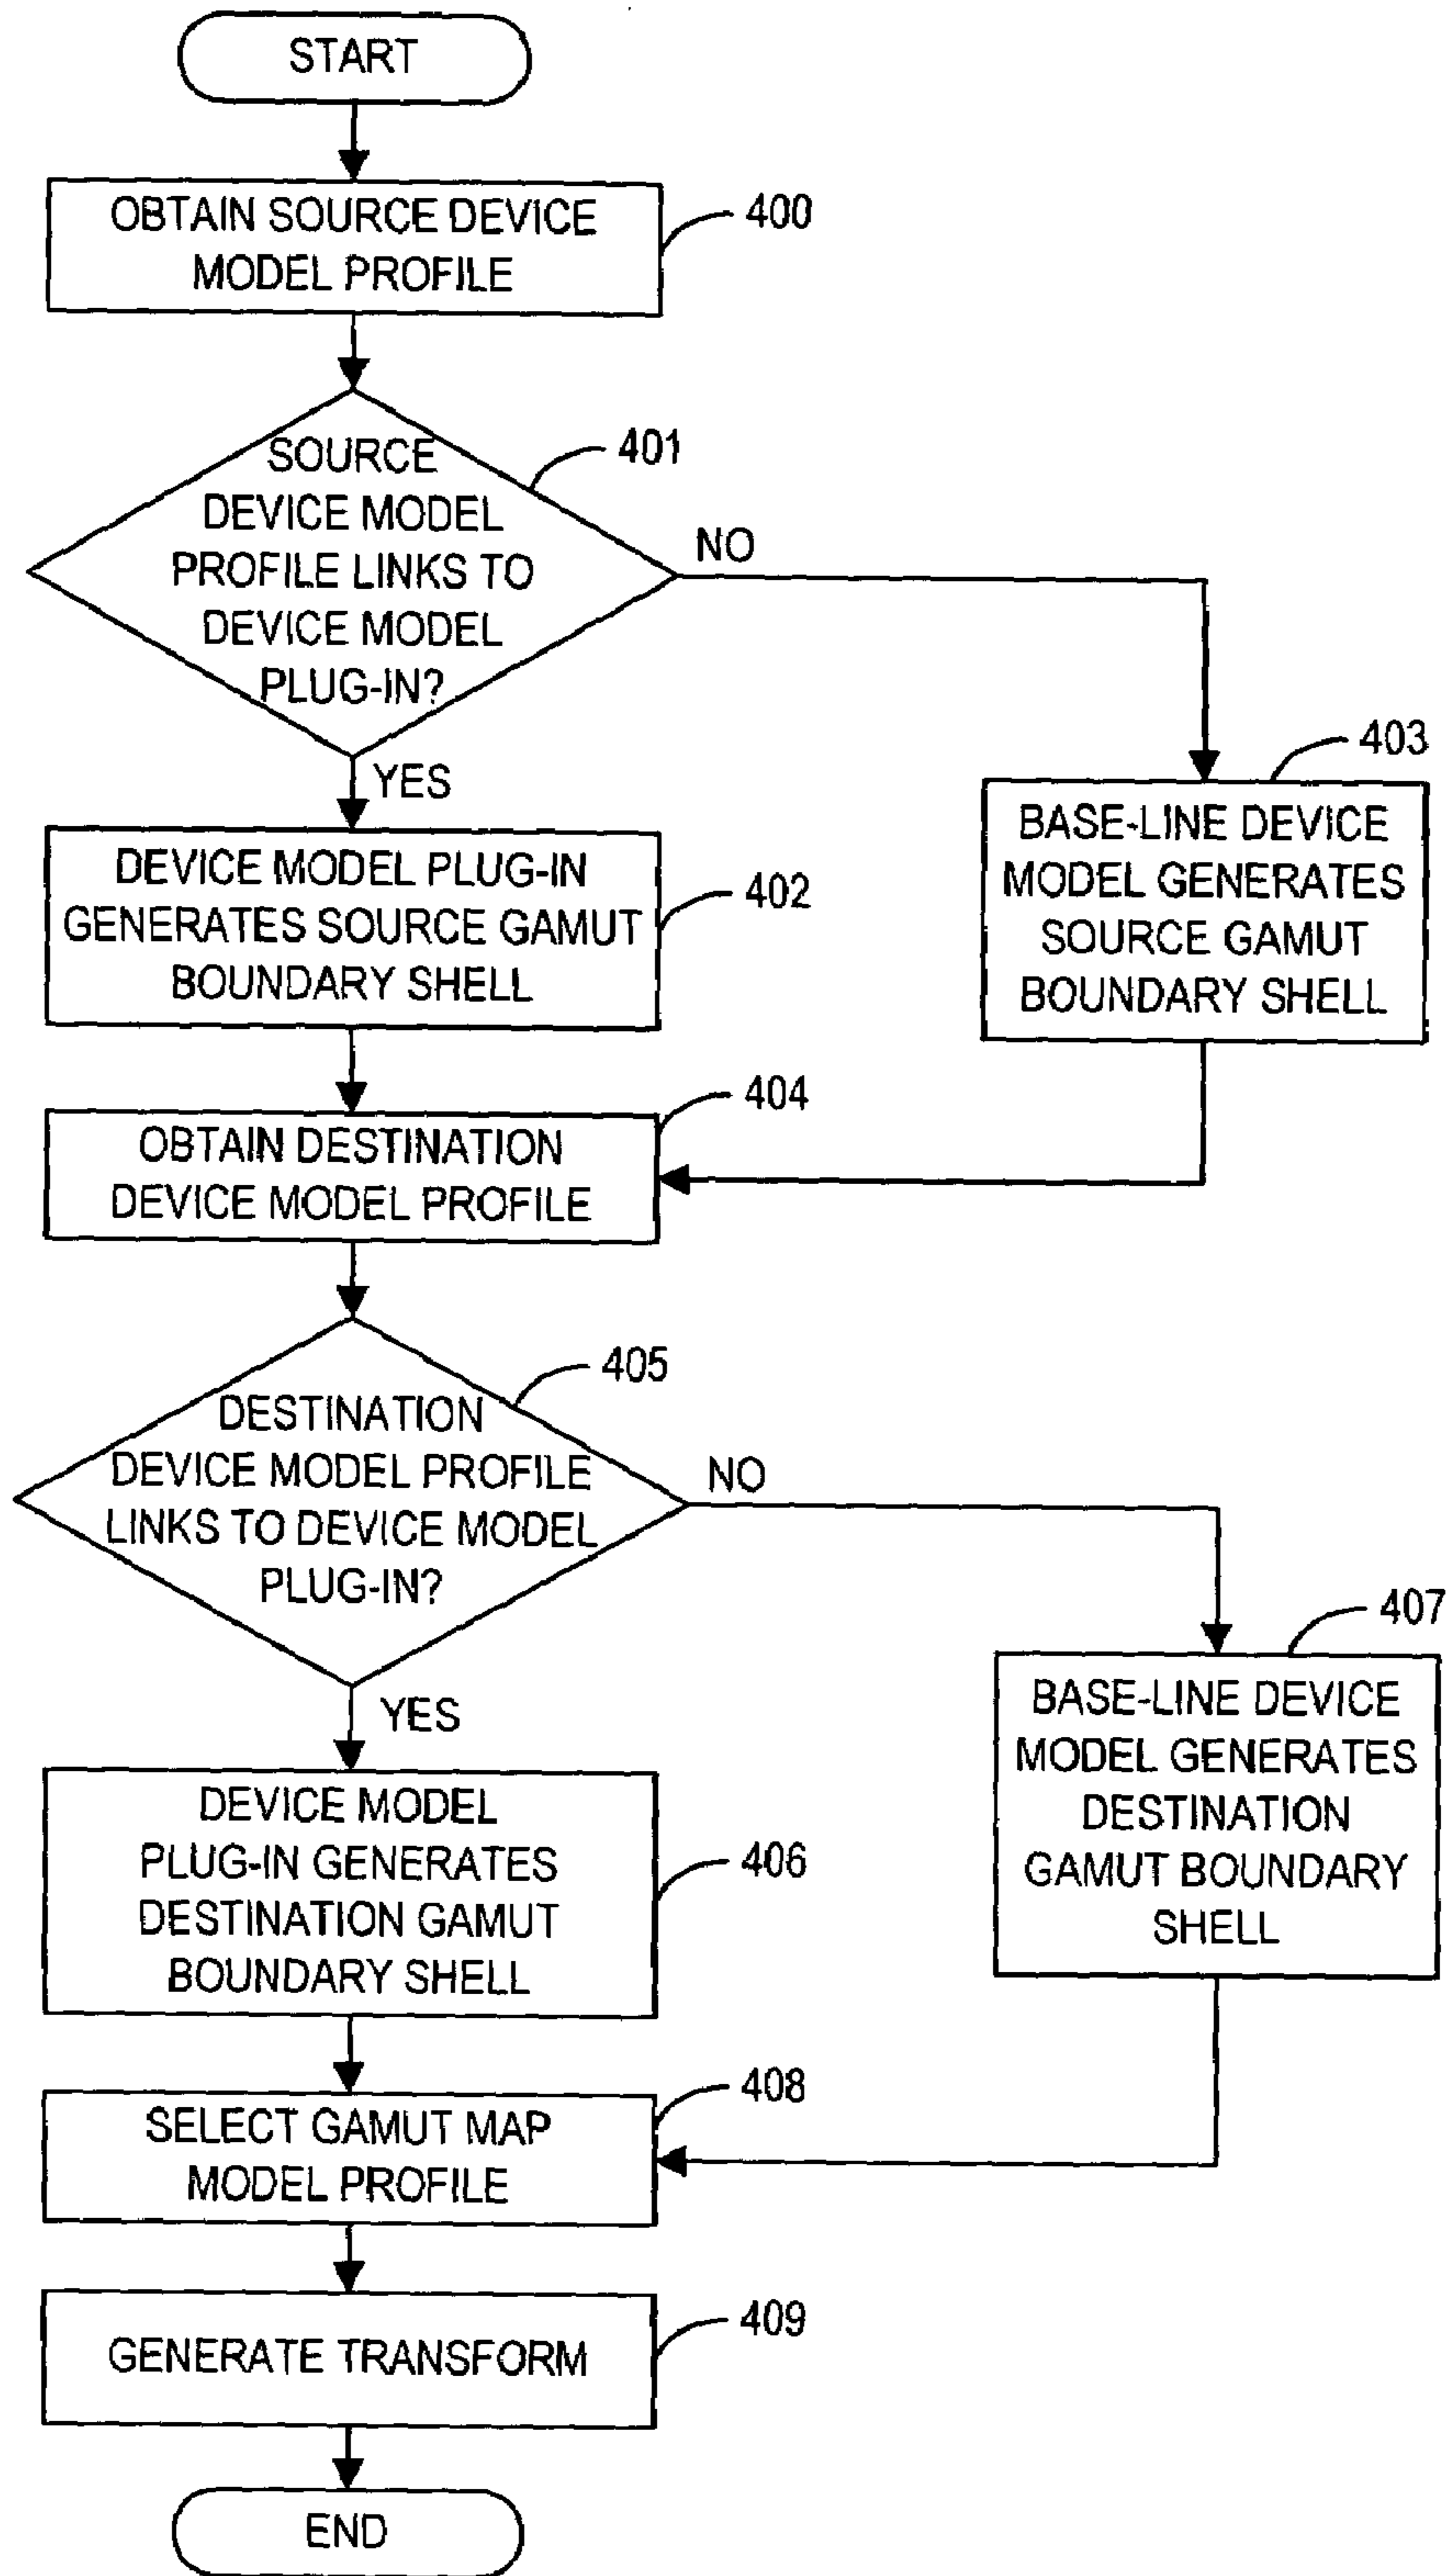 START
OBTAIN SOURCE DEVICE
MODEL PROFILE
400
SOURCE
DEVICE MODEL
PROFILE LINKS TO
DEVICE MODEL
PLUG-IN?
401
NO
YES
DEVICE MODEL PLUG-IN
GENERATES SOURCE GAMUT
BOUNDARY SHELL
402
BASE-LINE DEVICE
MODEL GENERATES
SOURCE GAMUT
BOUNDARY SHELL
403
OBTAIN DESTINATION
DEVICE MODEL PROFILE
404
DESTINATION
DEVICE MODEL PROFILE
LINKS TO DEVICE MODEL
PLUG-IN?
405
NO
YES
DEVICE MODEL
PLUG-IN GENERATES
DESTINATION GAMUT
BOUNDARY SHELL
406
BASE-LINE DEVICE
MODEL GENERATES
DESTINATION
GAMUT BOUNDARY
SHELL
407
SELECT GAMUT MAP
MODEL PROFILE
408
GENERATE TRANSFORM
409
END